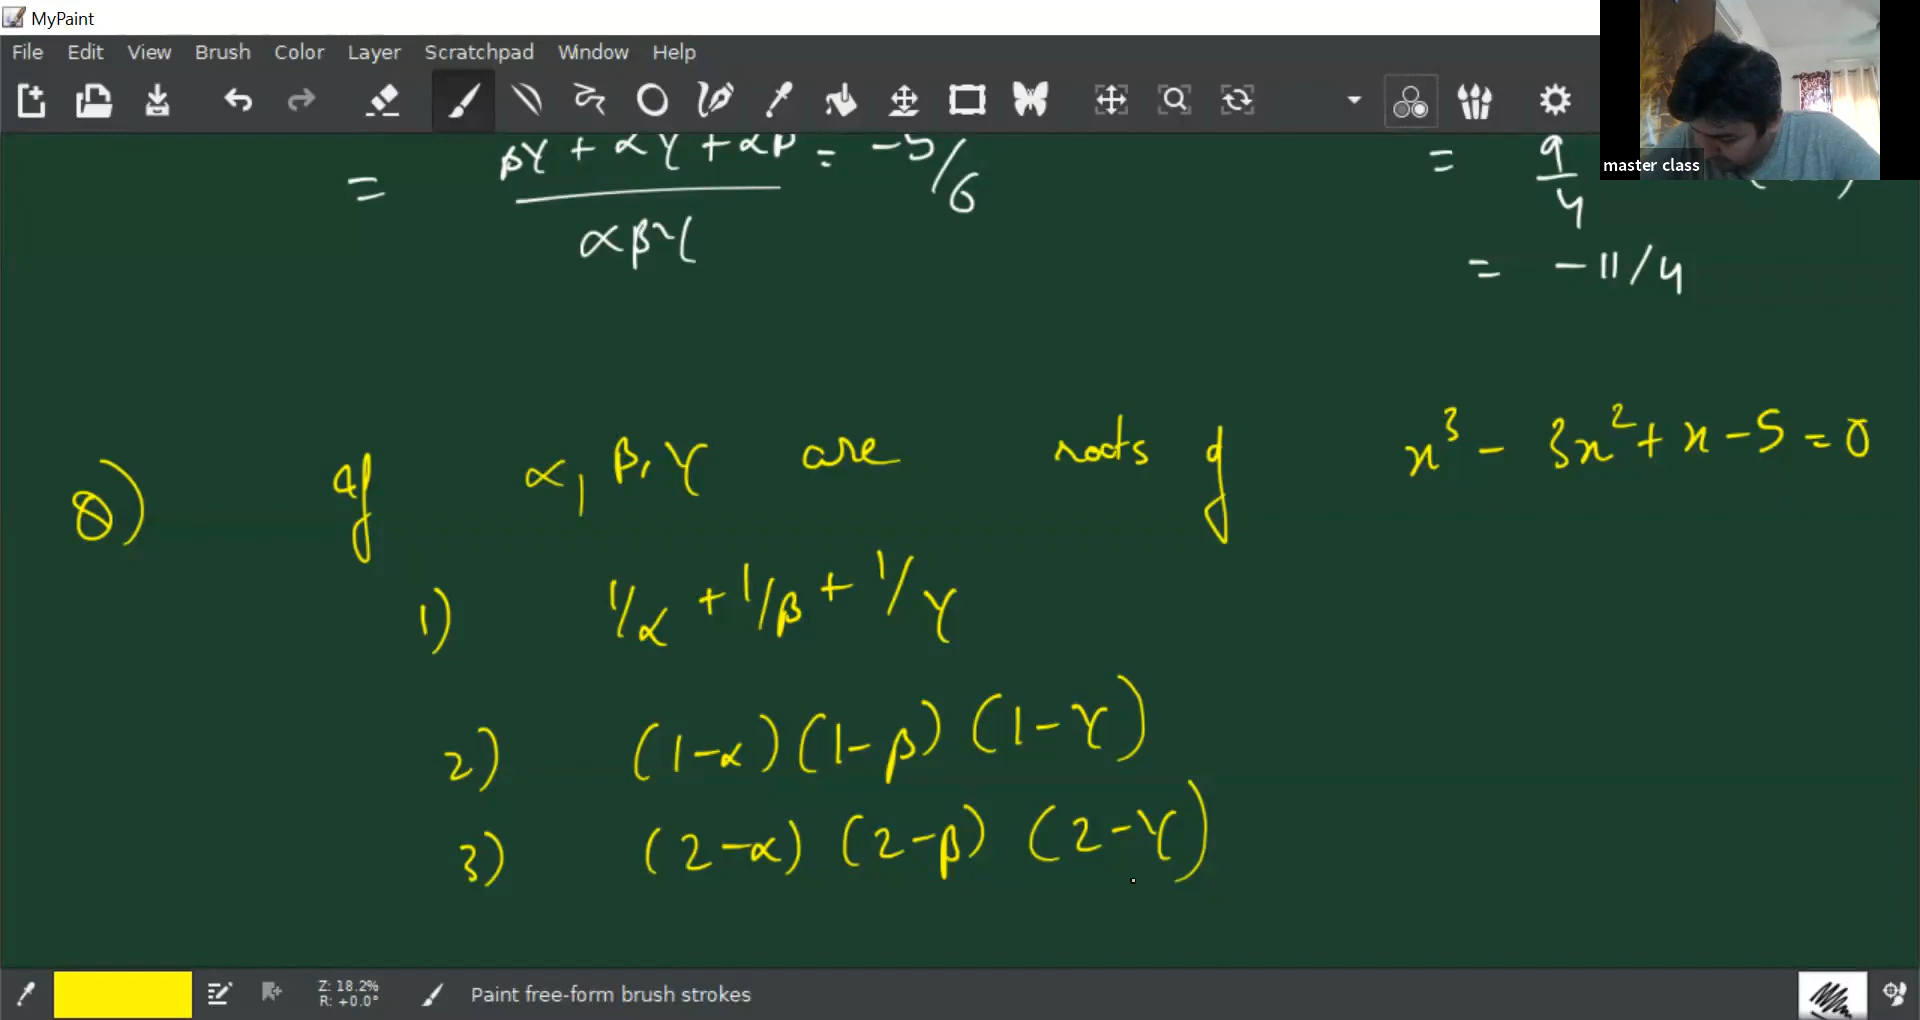 MyPaint
File Edit View Brush Color Layer Scratchpad Window Help
master class
= βγ + αγ + αβ / αβγ = -5/6
= 9/4
= -11/4
Q) If α, β, γ are roots of x³ - 3x² + x - 5 = 0
1) 1/α + 1/β + 1/γ
2) (1-α) (1-β) (1-γ)
3) (2-α) (2-β) (2-γ)
Z: 18.2%
R: +0.0°
Paint free-form brush strokes